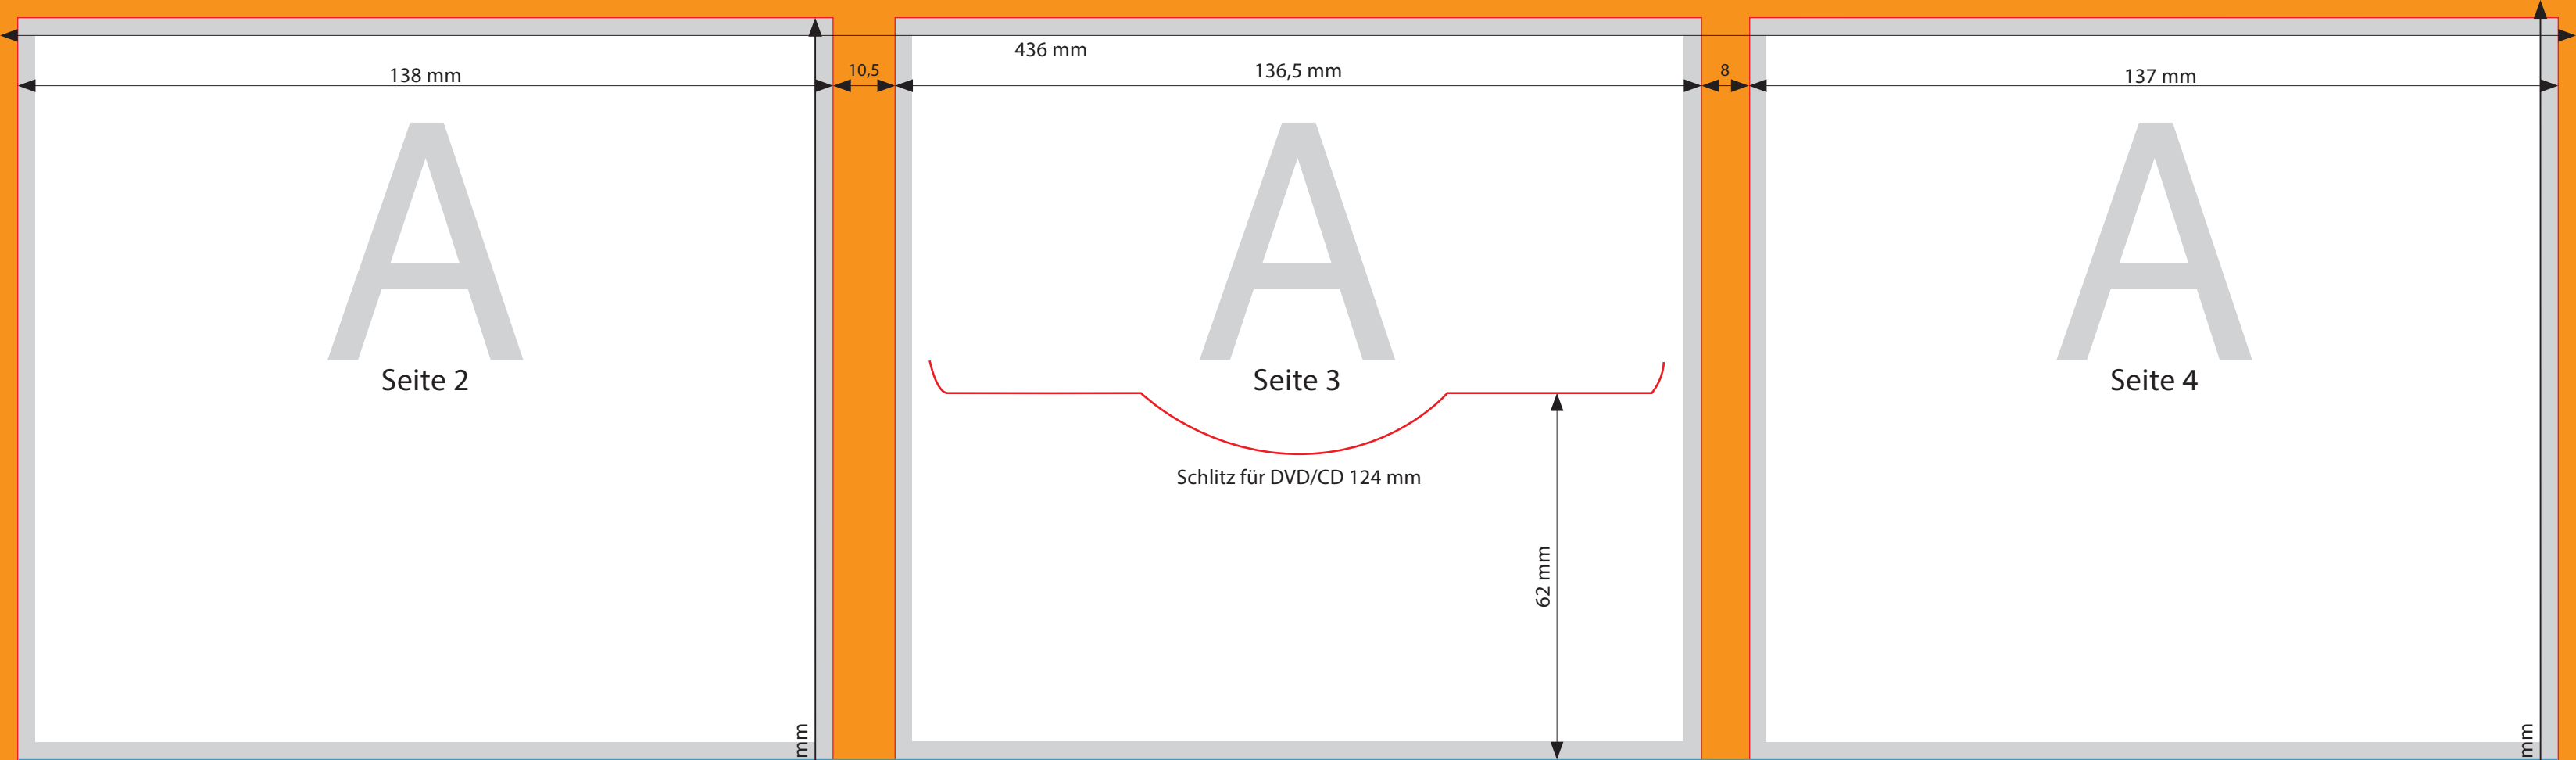 436 mm
138 mm
10,5
136,5 mm
8
137 mm
A
A
A
Seite 2
Seite 3
Seite 4
Schlitz für DVD/CD 124 mm
62 mm
mm
mm